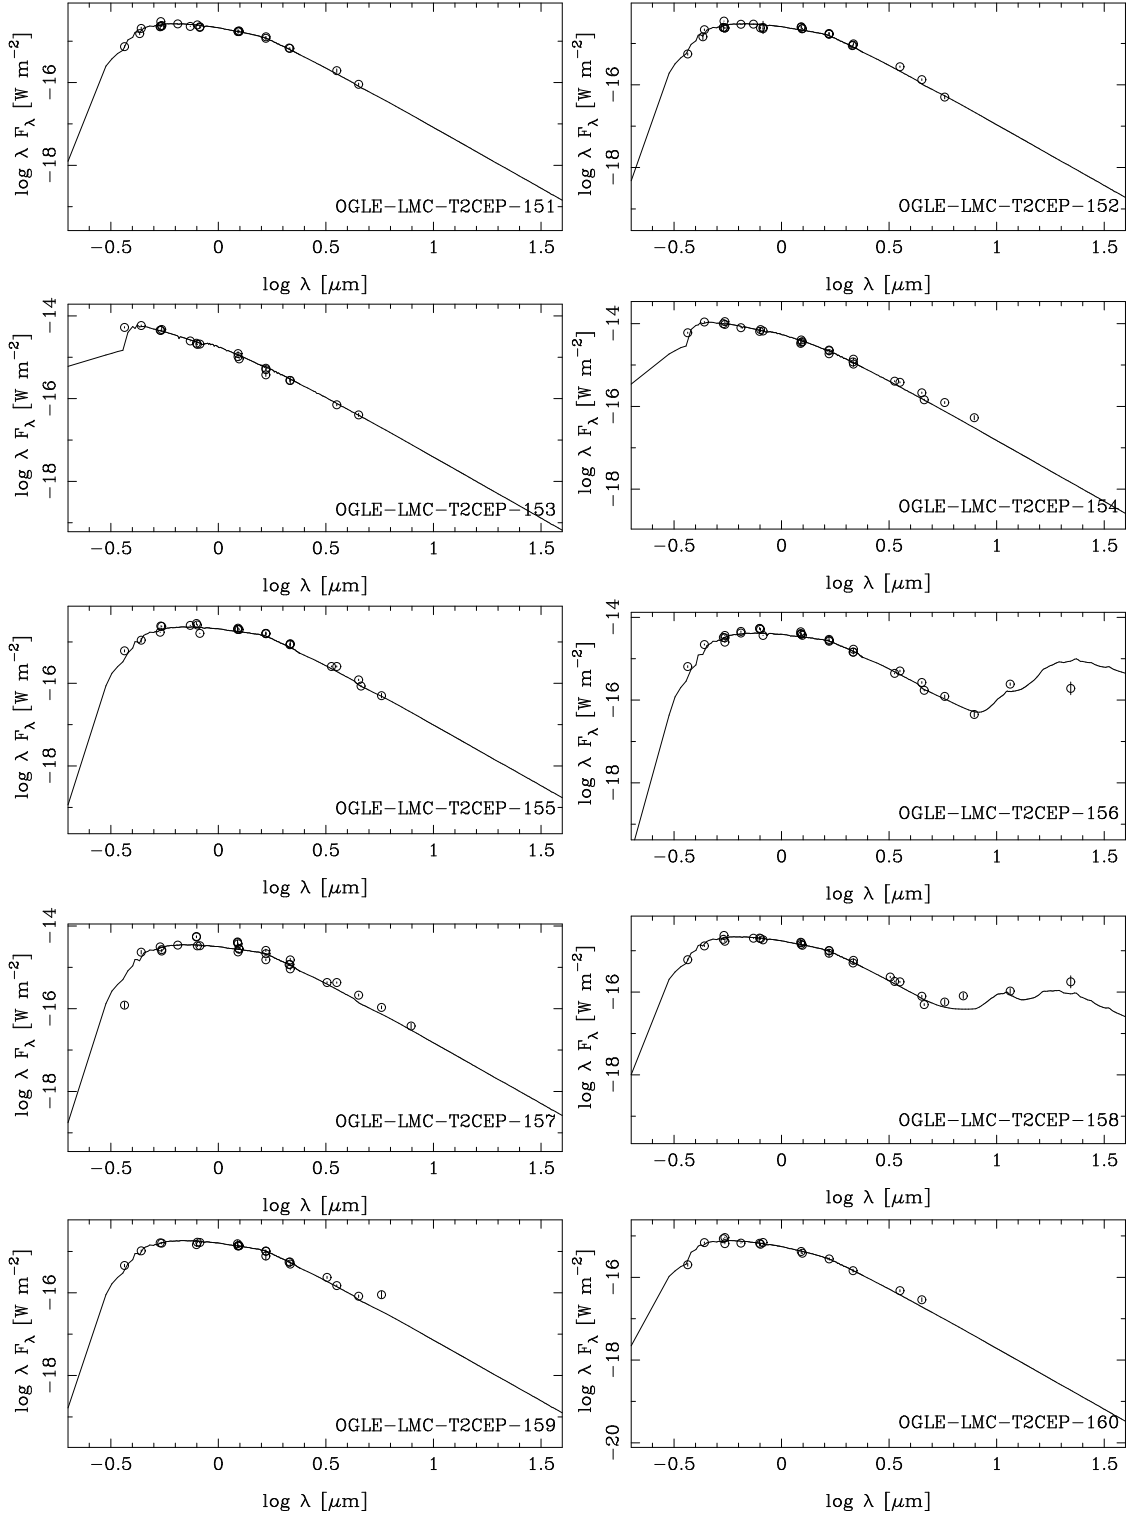 log λ F_λ [W m⁻²]
−16
−18
OGLE−LMC−T2CEP−151
−0.5 0 0.5 1 1.5
log λ [μm]
log λ F_λ [W m⁻²]
−16
−18
OGLE−LMC−T2CEP−152
−0.5 0 0.5 1 1.5
log λ [μm]
log λ F_λ [W m⁻²]
−14
−16
−18
OGLE−LMC−T2CEP−153
−0.5 0 0.5 1 1.5
log λ [μm]
log λ F_λ [W m⁻²]
−14
−16
−18
OGLE−LMC−T2CEP−154
−0.5 0 0.5 1 1.5
log λ [μm]
log λ F_λ [W m⁻²]
−16
−18
OGLE−LMC−T2CEP−155
−0.5 0 0.5 1 1.5
log λ [μm]
log λ F_λ [W m⁻²]
−14
−16
−18
OGLE−LMC−T2CEP−156
−0.5 0 0.5 1 1.5
log λ [μm]
log λ F_λ [W m⁻²]
−14
−16
−18
OGLE−LMC−T2CEP−157
−0.5 0 0.5 1 1.5
log λ [μm]
log λ F_λ [W m⁻²]
−16
−18
OGLE−LMC−T2CEP−158
−0.5 0 0.5 1 1.5
log λ [μm]
log λ F_λ [W m⁻²]
−16
−18
OGLE−LMC−T2CEP−159
−0.5 0 0.5 1 1.5
log λ [μm]
log λ F_λ [W m⁻²]
−16
−18
−20
OGLE−LMC−T2CEP−160
−0.5 0 0.5 1 1.5
log λ [μm]